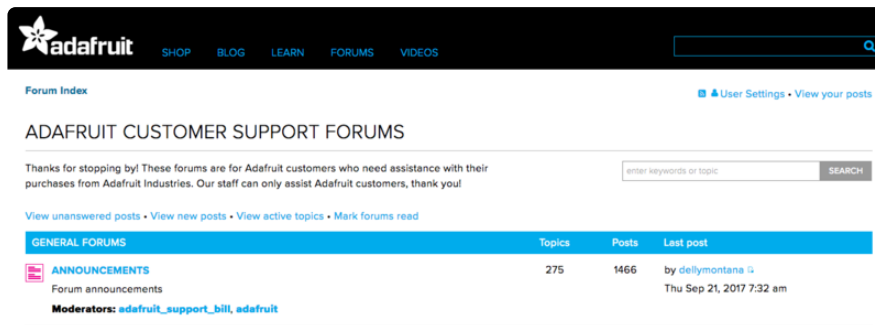 adafruit
SHOP BLOG LEARN FORUMS VIDEOS
Forum Index
User Settings • View your posts
ADAFRUIT CUSTOMER SUPPORT FORUMS
Thanks for stopping by! These forums are for Adafruit customers who need assistance with their
purchases from Adafruit Industries. Our staff can only assist Adafruit customers, thank you!
enter keywords or topic SEARCH
View unanswered posts • View new posts • View active topics • Mark forums read
GENERAL FORUMS Topics Posts Last post
ANNOUNCEMENTS 275 1466 by dellymontana
Forum announcements Thu Sep 21, 2017 7:32 am
Moderators: adafruit_support_bill, adafruit